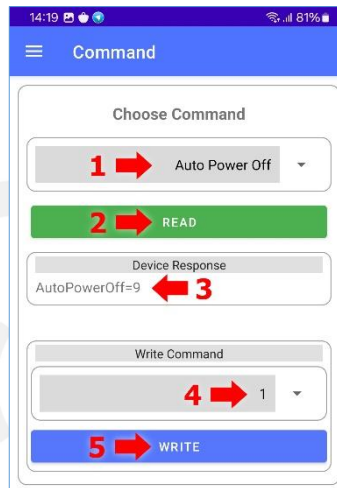 14:19 81%
Command
Choose Command
1 Auto Power Off
2 READ
Device Response
AutoPowerOff=9 3
Write Command
4 1
5 WRITE